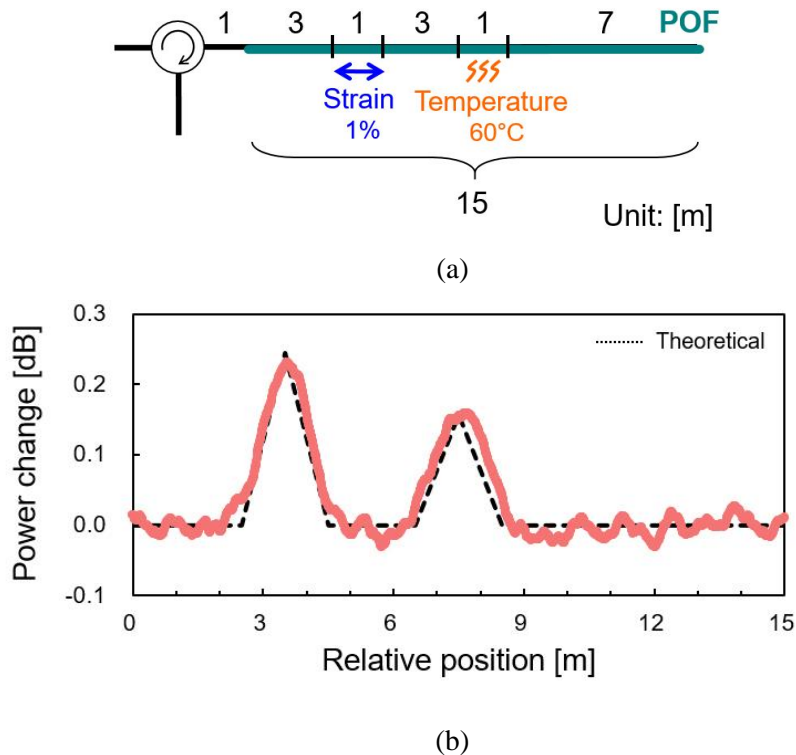 1 3 1 3 1 7 POF
Strain Temperature
1% 60°C
15
Unit: [m]
(a)
0.3
Theoretical
0.2
0.1
0.0
-0.1
Power change [dB]
0 3 6 9 12 15
Relative position [m]
(b)